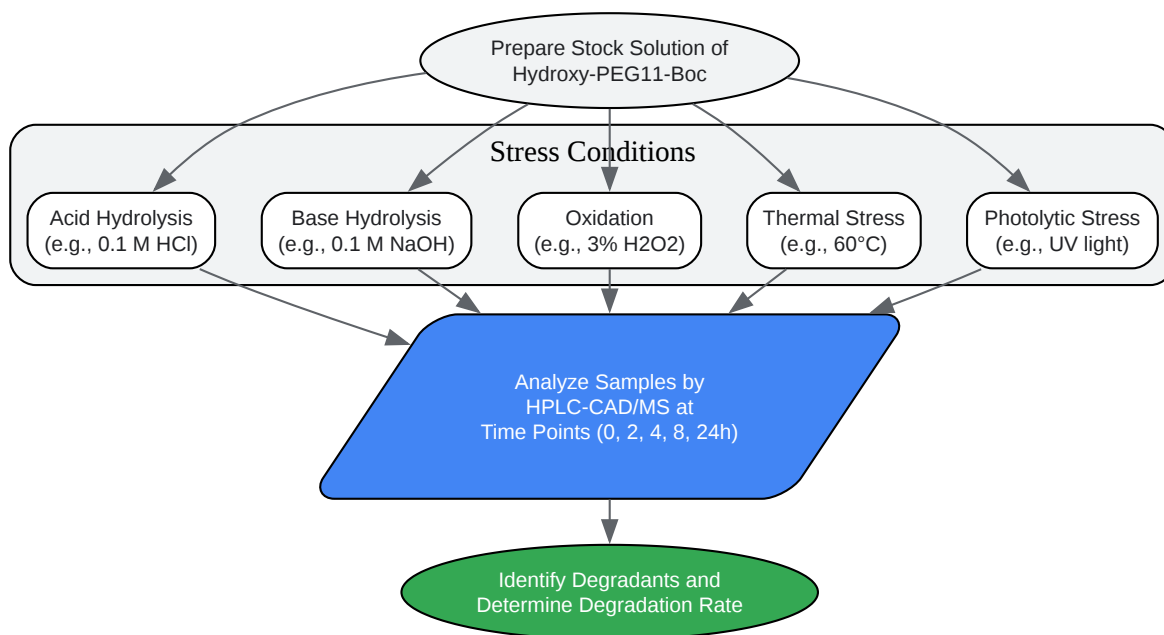 Prepare Stock Solution of
Hydroxy-PEG11-Boc
Stress Conditions
Acid Hydrolysis
(e.g., 0.1 M HCl)
Base Hydrolysis
(e.g., 0.1 M NaOH)
Oxidation
(e.g., 3% H2O2)
Thermal Stress
(e.g., 60°C)
Photolytic Stress
(e.g., UV light)
Analyze Samples by
HPLC-CAD/MS at
Time Points (0, 2, 4, 8, 24h)
Identify Degradants and
Determine Degradation Rate